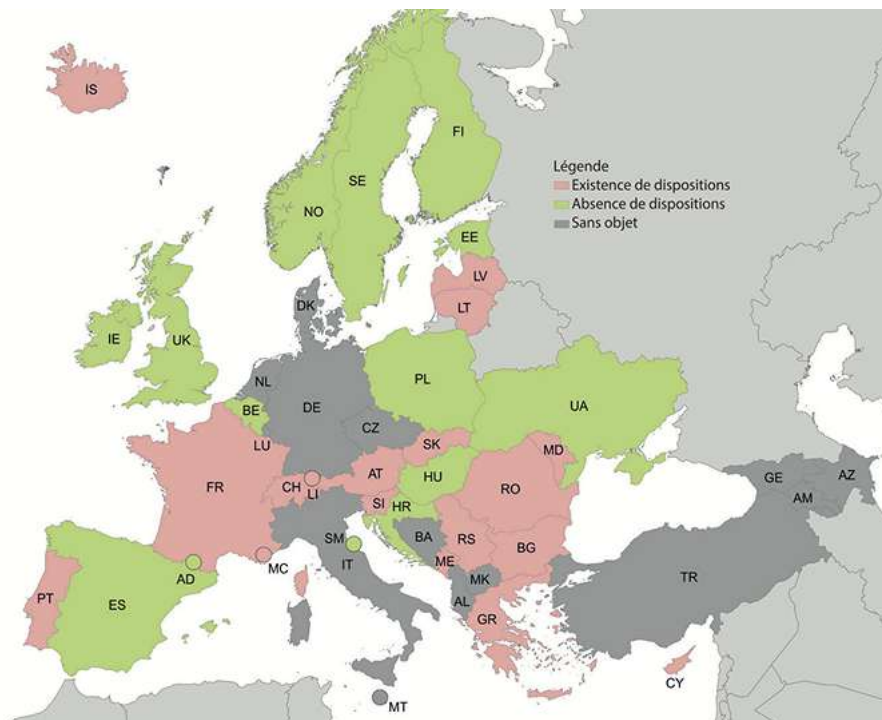 IS
FI
SE
NO
Légende
Existence de dispositions
Absence de dispositions
Sans objet
EE
LV
LT
DK
IE
UK
NL
PL
BE
DE
UA
CZ
LU
SK
MD
FR
CH
LI
AT
HU
RO
GE
AZ
AM
SI
HR
SM
BA
RS
BG
IT
ME
MC
AD
MK
TR
PT
ES
AL
GR
CY
MT